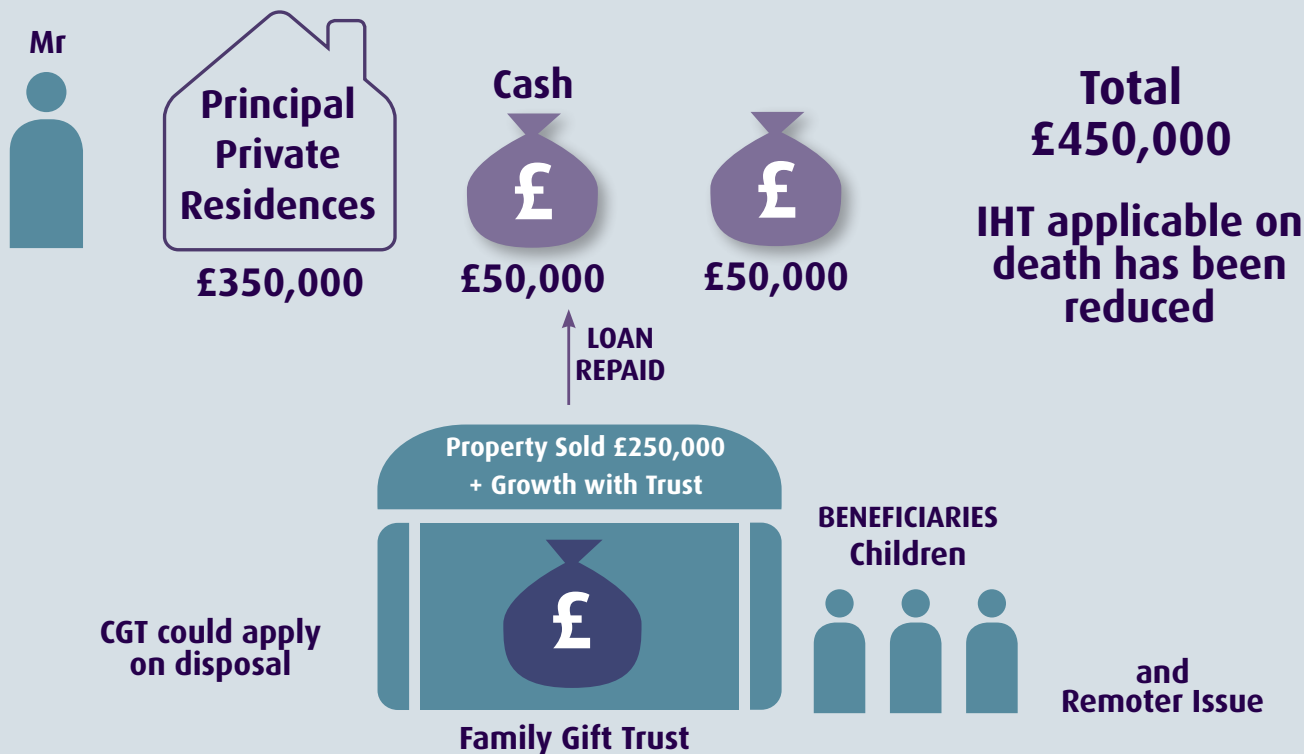 Mr
Principal
Private
Residences
£350,000
Cash
£
£50,000
£
£50,000
Total
£450,000
IHT applicable on
death has been
reduced
LOAN
REPAID
Property Sold £250,000
+ Growth with Trust
£
Family Gift Trust
CGT could apply
on disposal
BENEFICIARIES
Children
and
Remoter Issue